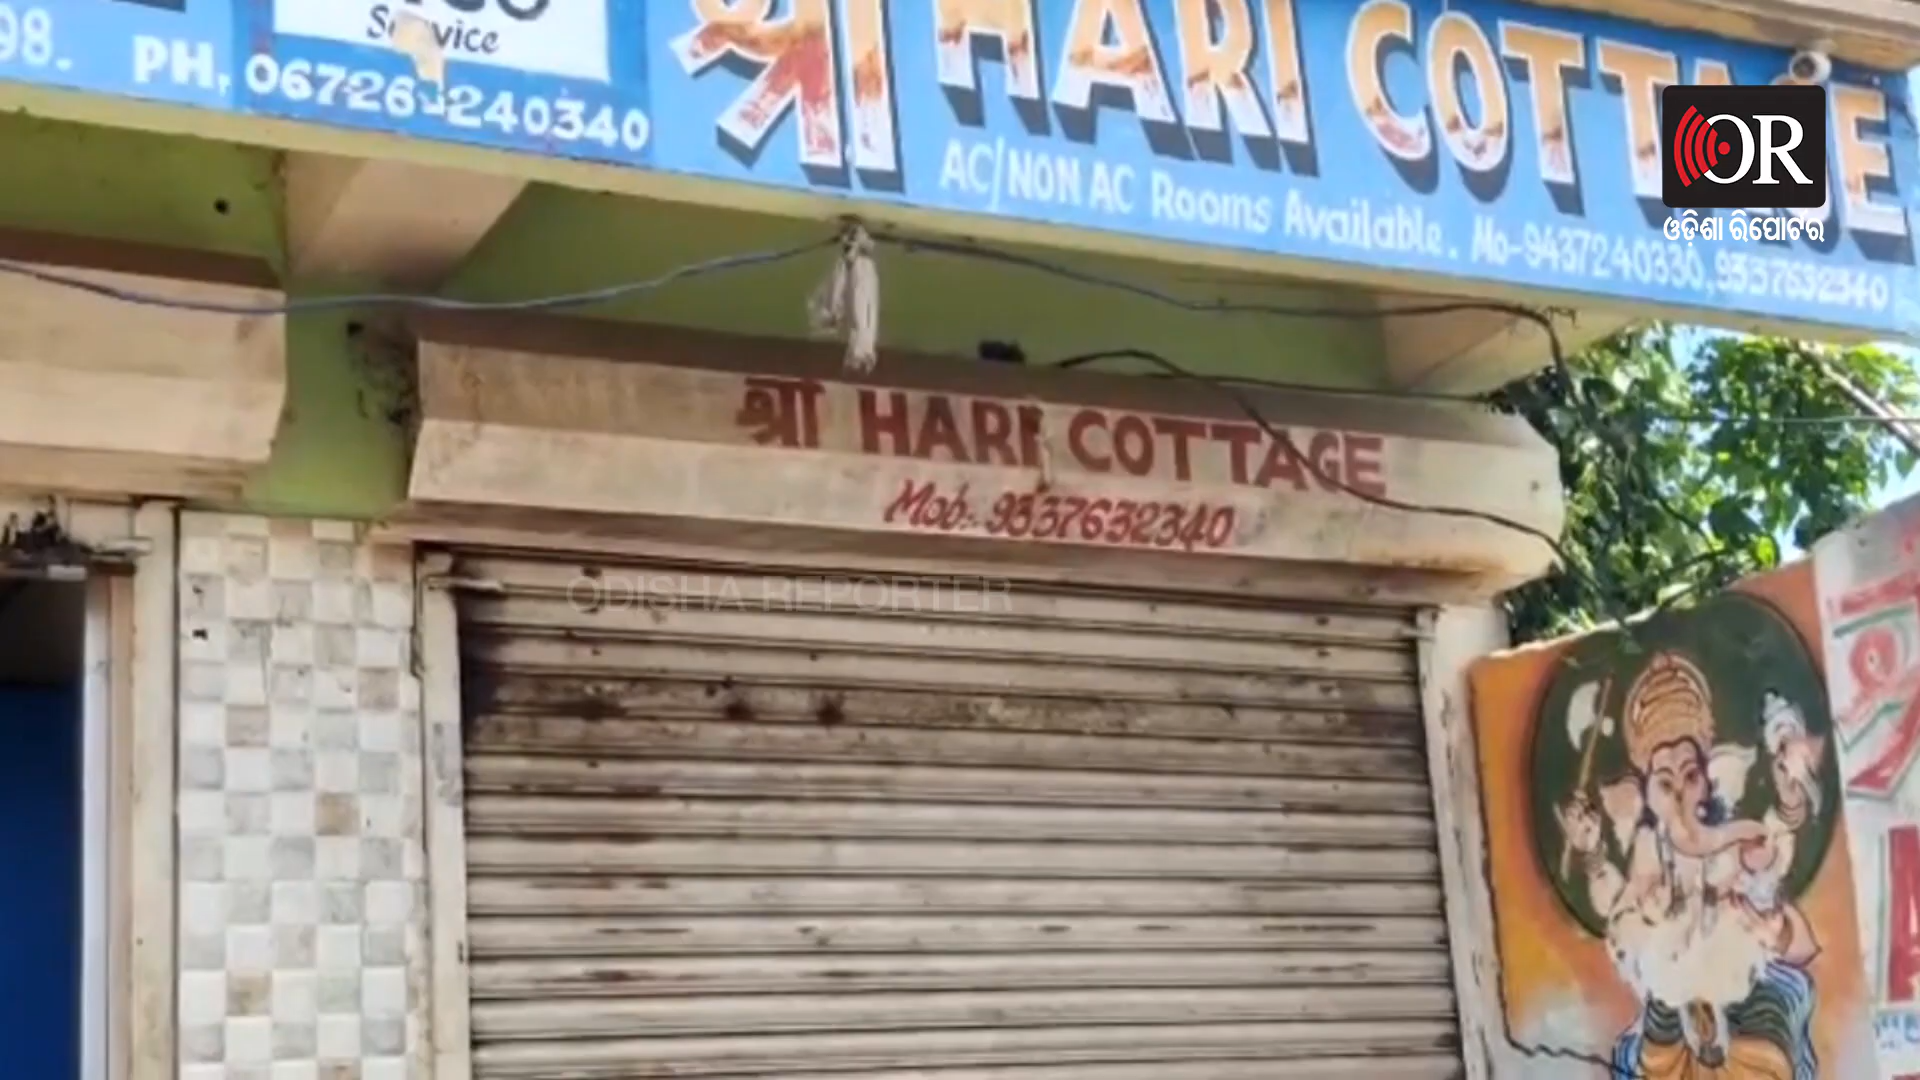 Service
98.
PH, 06726-240340
श्री HARI COTTAGE
AC/NON AC Rooms Available. Mo-9437240330,9337632340
OR
ଓଡ଼ିଶା ରିପୋର୍ଟର
श्री HARI COTTAGE
Mob:-9337632340
ODISHA REPORTER